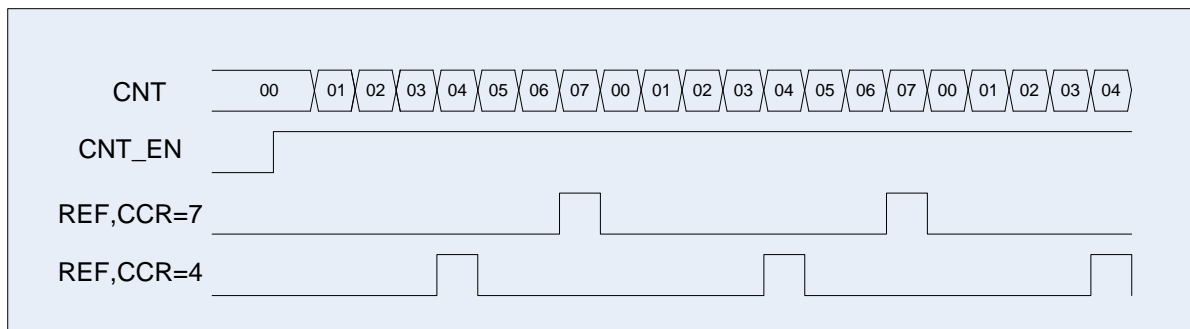 CNT 00 01 02 03 04 05 06 07 00 01 02 03 04 05 06 07 00 01 02 03 04
CNT_EN
REF,CCR=7
REF,CCR=4